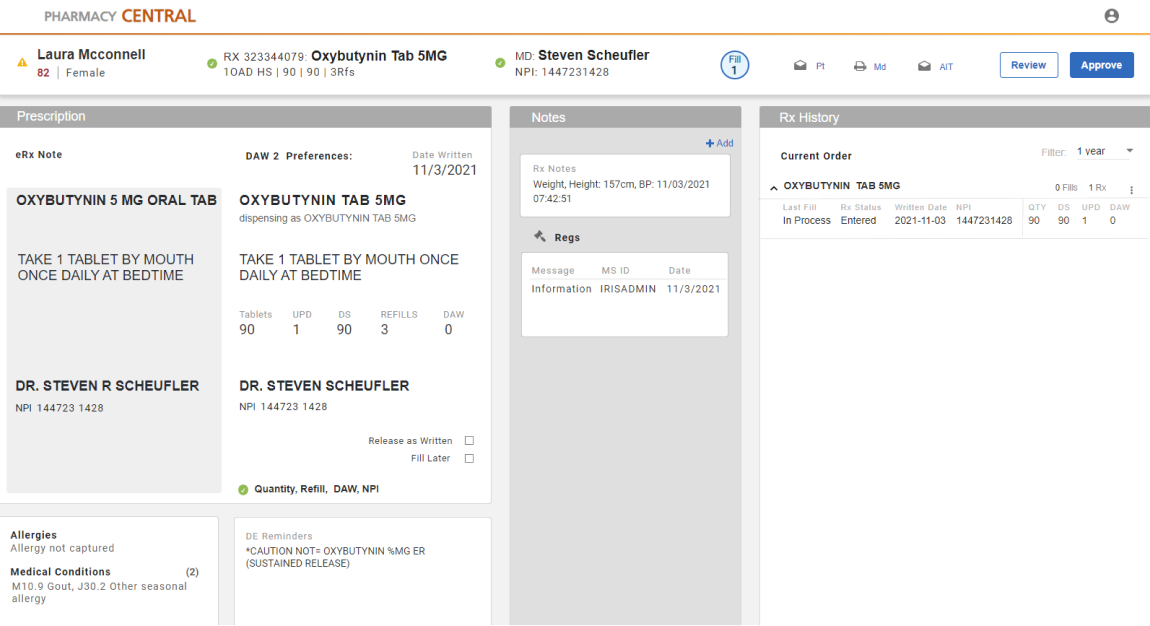 PHARMACY CENTRAL
Laura Mcconnell
82 | Female
RX 323344079: Oxybutynin Tab 5MG
1OAD HS | 90 | 90 | 3Rfs
MD: Steven Scheufler
NPI: 1447231428
Fill
1
Pt
Md
AIT
Review
Approve
Prescription
eRx Note
DAW 2 Preferences:
Date Written
11/3/2021
OXYBUTYNIN 5 MG ORAL TAB
TAKE 1 TABLET BY MOUTH
ONCE DAILY AT BEDTIME
DR. STEVEN R SCHEUFLER
NPI 144723 1428
OXYBUTYNIN TAB 5MG
dispensing as OXYBUTYNIN TAB 5MG
TAKE 1 TABLET BY MOUTH ONCE
DAILY AT BEDTIME
Tablets UPD DS REFILLS DAW
90 1 90 3 0
DR. STEVEN SCHEUFLER
NPI 144723 1428
Release as Written
Fill Later
Quantity, Refill, DAW, NPI
Allergies
Allergy not captured
Medical Conditions (2)
M10.9 Gout, J30.2 Other seasonal
allergy
DE Reminders
*CAUTION NOT= OXYBUTYNIN %MG ER
(SUSTAINED RELEASE)
Notes
+ Add
Rx Notes
Weight, Height: 157cm, BP: 11/03/2021
07:42:51
Regs
Message MS ID Date
Information IRISADMIN 11/3/2021
Rx History
Current Order
Filter: 1 year
OXYBUTYNIN TAB 5MG 0 Fills 1 Rx
Last Fill Rx Status Written Date NPI QTY DS UPD DAW
In Process Entered 2021-11-03 1447231428 90 90 1 0